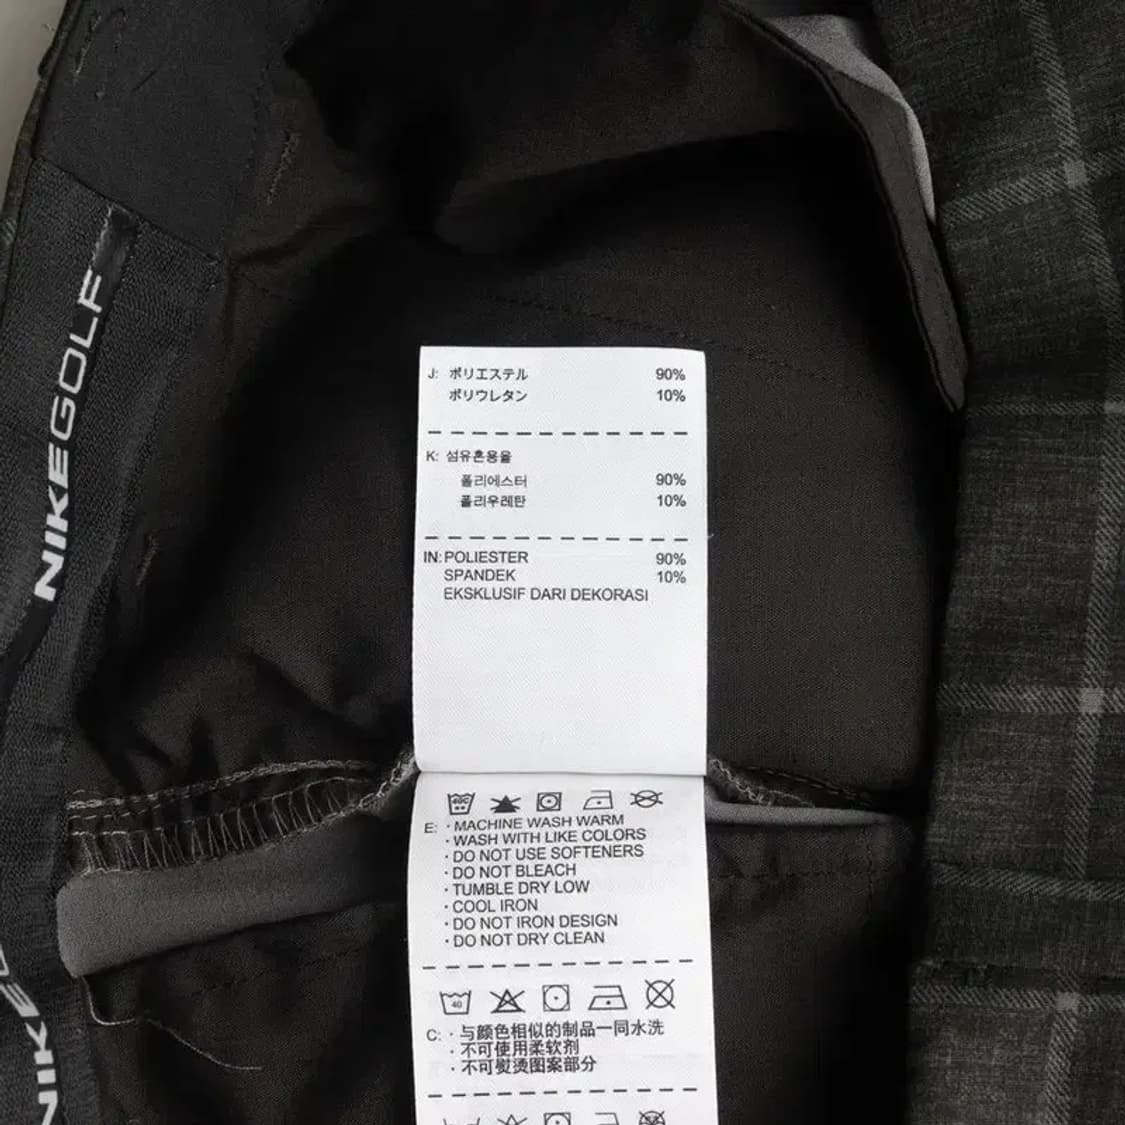 NIKEGOLF
J: ポリエステル 90%
ポリウレタン 10%
K: 섬유혼용율
폴리에스터 90%
폴리우레탄 10%
IN: POLIESTER 90%
SPANDEK 10%
EKSKLUSIF DARI DEKORASI
40C
E: · MACHINE WASH WARM
· WASH WITH LIKE COLORS
· DO NOT USE SOFTENERS
· DO NOT BLEACH
· TUMBLE DRY LOW
· COOL IRON
· DO NOT IRON DESIGN
· DO NOT DRY CLEAN
40
C: · 与颜色相似的制品一同水洗
· 不可使用柔软剂
· 不可熨烫图案部分
NIKE